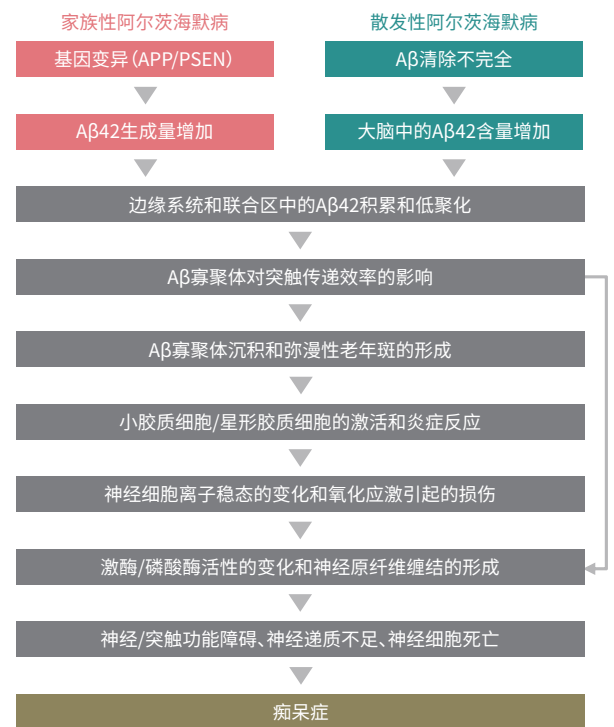 家族性阿尔茨海默病
散发性阿尔茨海默病
基因变异(APP/PSEN)
Aβ清除不完全
Aβ42生成量增加
大脑中的Aβ42含量增加
边缘系统和联合区中的Aβ42积累和低聚化
Aβ寡聚体对突触传递效率的影响
Aβ寡聚体沉积和弥漫性老年斑的形成
小胶质细胞/星形胶质细胞的激活和炎症反应
神经细胞离子稳态的变化和氧化应激引起的损伤
激酶/磷酸酶活性的变化和神经原纤维缠结的形成
神经/突触功能障碍、神经递质不足、神经细胞死亡
痴呆症